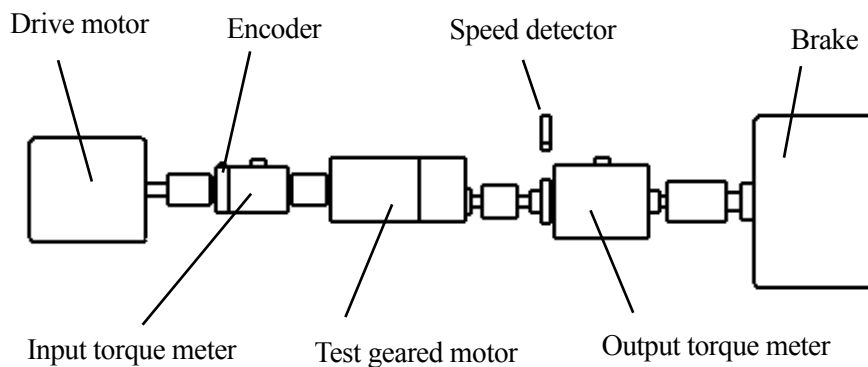 Drive motor
Encoder
Speed detector
Brake
Input torque meter
Test geared motor
Output torque meter